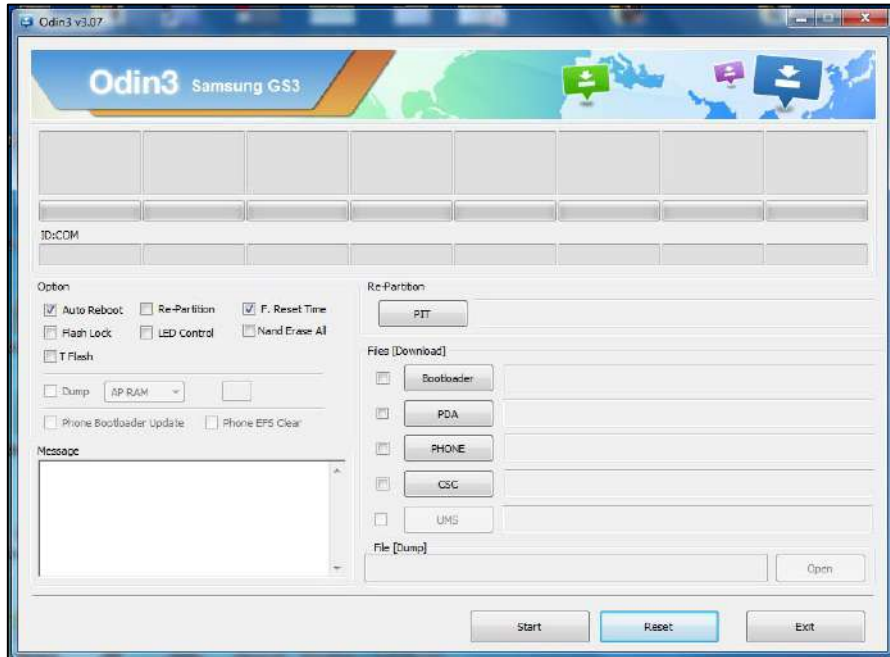 Odin3 v3.07
Odin3 Samsung GS3
ID:COM
Option
Auto Reboot Re-Partition F. Reset Time
Flash Lock LED Control Nand Erase All
T Flash
Dump AP RAM
Phone Bootloader Update Phone EFS Clear
Message
Re-Partition
PIT
Files [Download]
Bootloader
PDA
PHONE
CSC
UMS
File [Dump]
Open
Start Reset Exit